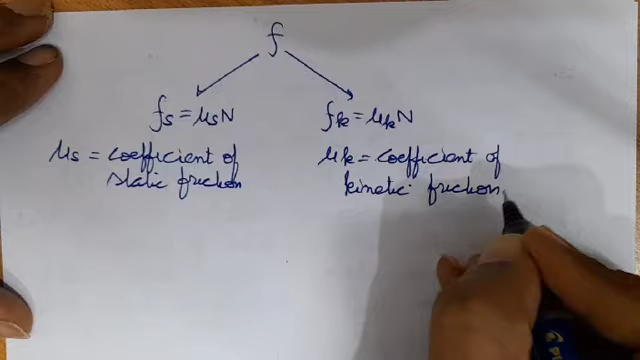 f
fs = μsN fk = μkN
μs = coefficient of μk = coefficient of
static friction kinetic friction